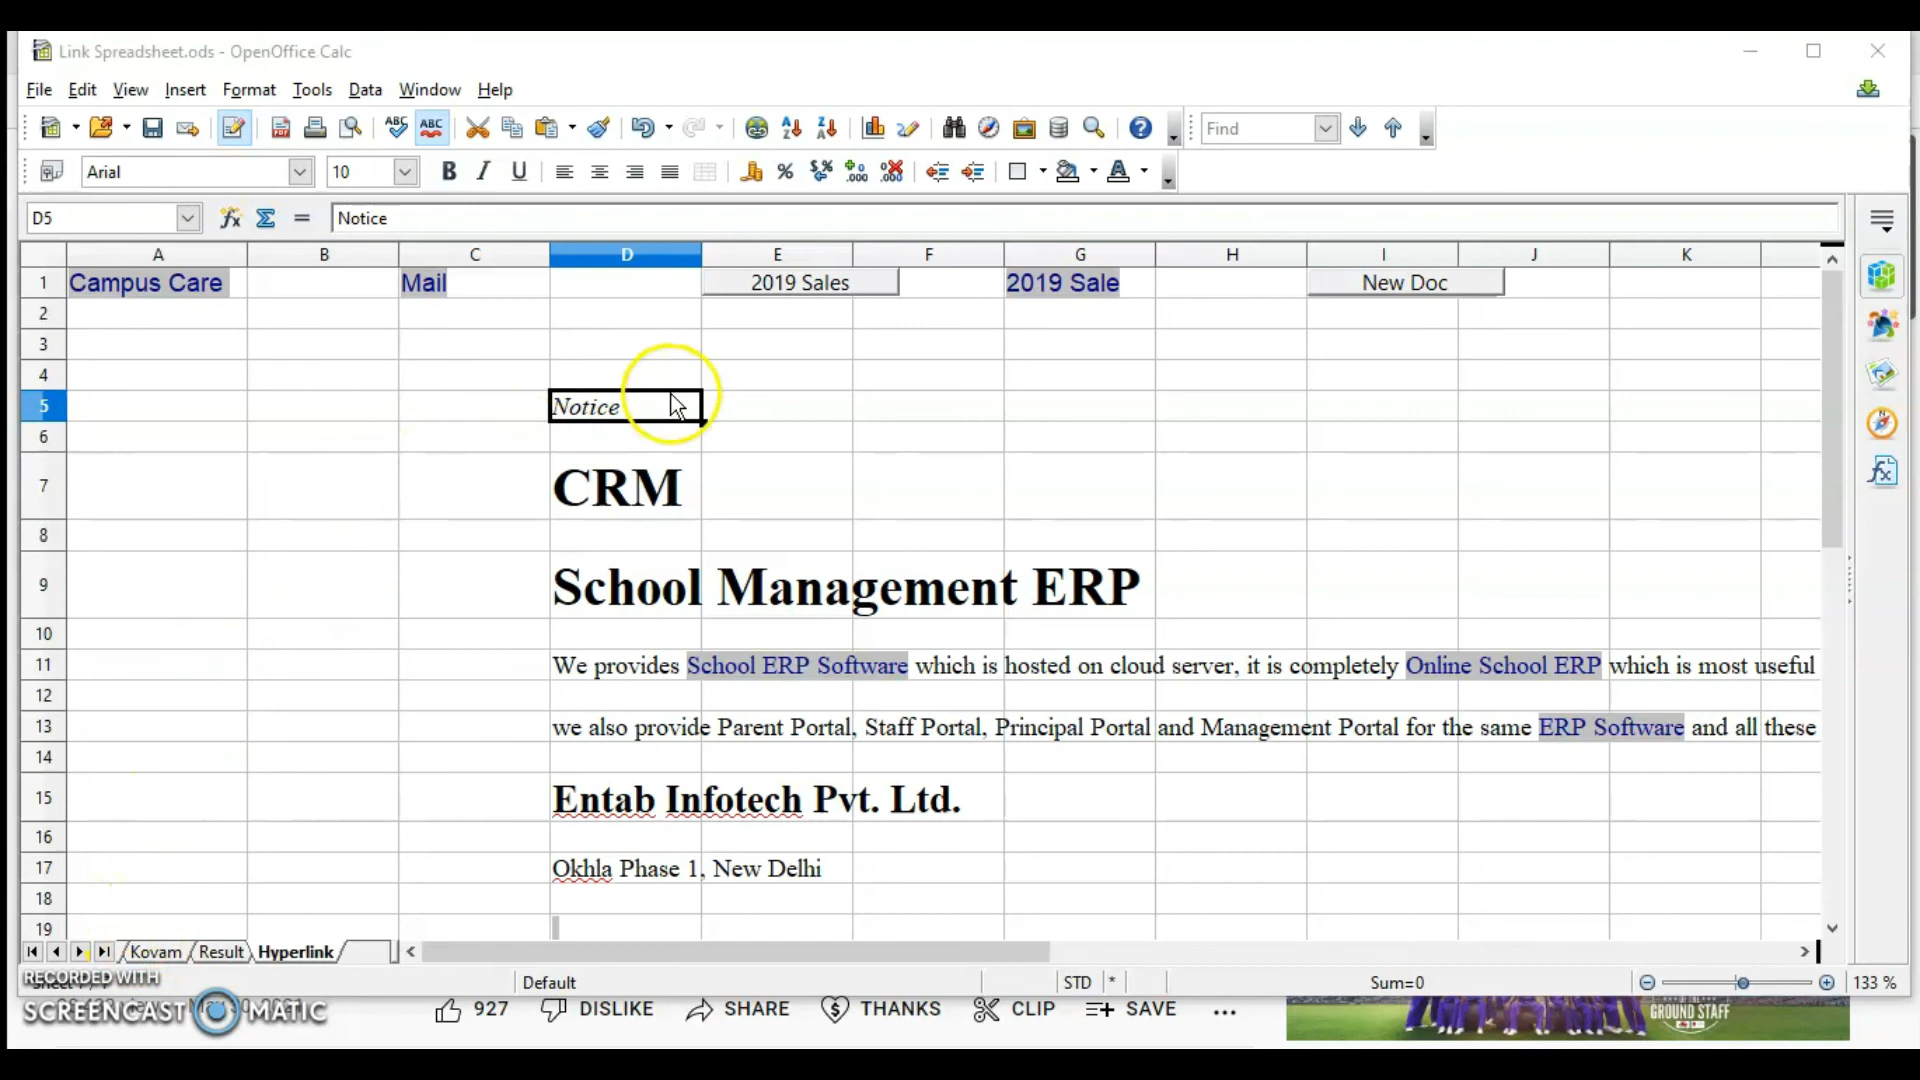 Link Spreadsheet.ods - OpenOffice Calc
File Edit View Insert Format Tools Data Window Help
Find
Arial 10
D5 Notice
A B C D E F G H I J K
1 Campus Care Mail 2019 Sales 2019 Sale New Doc
2
3
4
5 Notice
6
7 CRM
8
9 School Management ERP
10
11 We provides School ERP Software which is hosted on cloud server, it is completely Online School ERP which is most useful
12
13 we also provide Parent Portal, Staff Portal, Principal Portal and Management Portal for the same ERP Software and all these
14
15 Entab Infotech Pvt. Ltd.
16
17 Okhla Phase 1, New Delhi
18
19
Kovam Result Hyperlink
RECORDED WITH
Default STD * Sum=0 133 %
SCREENCAST MATIC
927 DISLIKE SHARE THANKS CLIP SAVE ...
GROUND STAFF